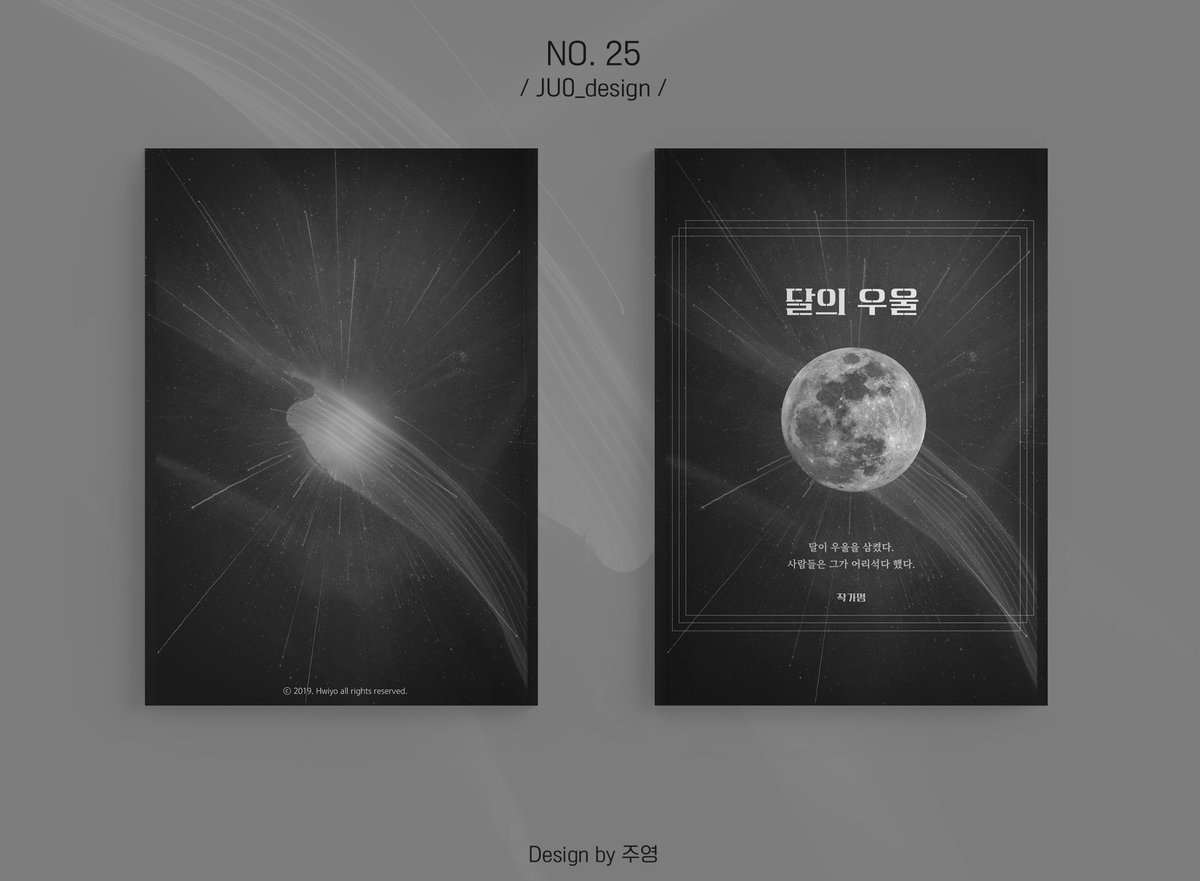 NO. 25
/ JUO_design /
달의 우울
달이 우울을 삼켰다.
사람들은 그가 어리석다 했다.
작가명
ⓒ 2019. Hwiyo all rights reserved.
Design by 주영